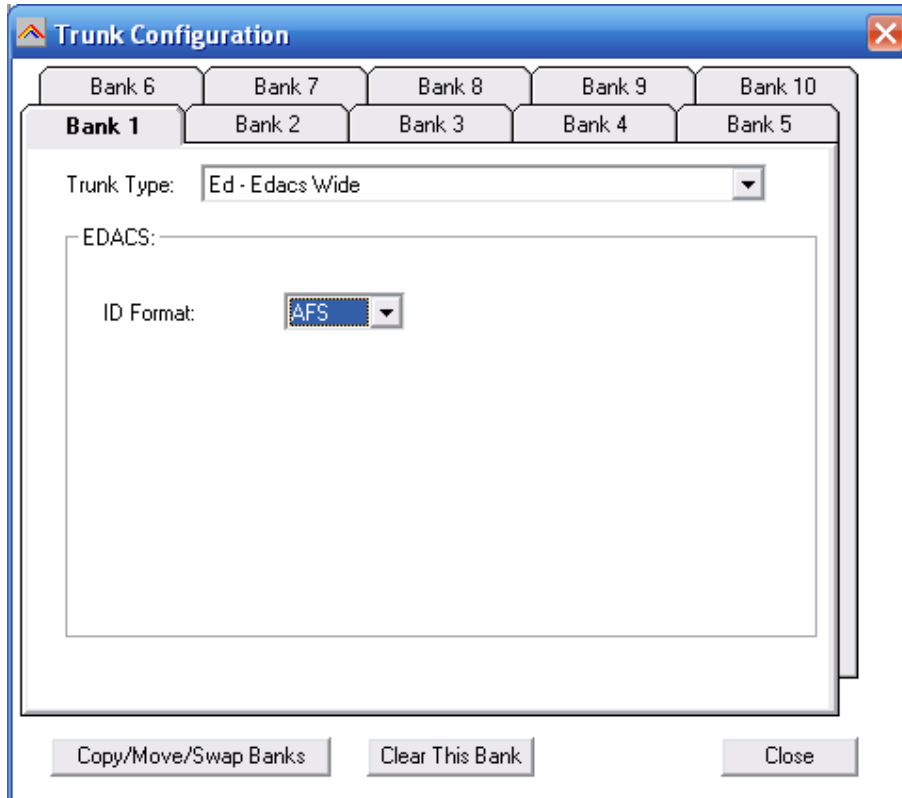 Trunk Configuration
Bank 6 Bank 7 Bank 8 Bank 9 Bank 10
Bank 1 Bank 2 Bank 3 Bank 4 Bank 5
Trunk Type: Ed - Edacs Wide
EDACS:
ID Format: AFS
Copy/Move/Swap Banks Clear This Bank Close